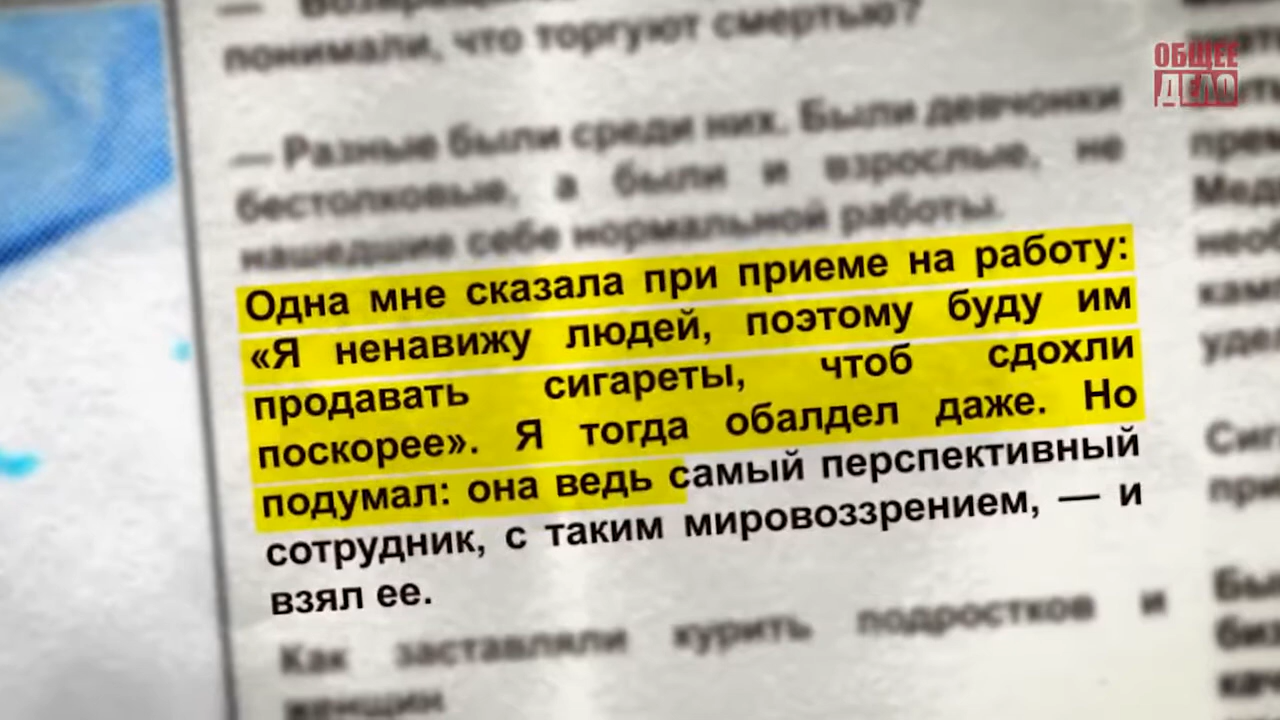 — Возвращ
понимали, что торгуют смертью?
— Разные были среди них. Были девчонки
бестолковые, а были и взрослые, не
нашедшие себе нормальной работы.
Одна мне сказала при приеме на работу:
«Я ненавижу людей, поэтому буду им
продавать сигареты, чтоб сдохли
поскорее». Я тогда обалдел даже. Но
подумал: она ведь самый перспективный
сотрудник, с таким мировоззрением, — и
взял ее.
Как заставляли курить подростков и
женщин
ОБЩЕЕ
ДЕЛО